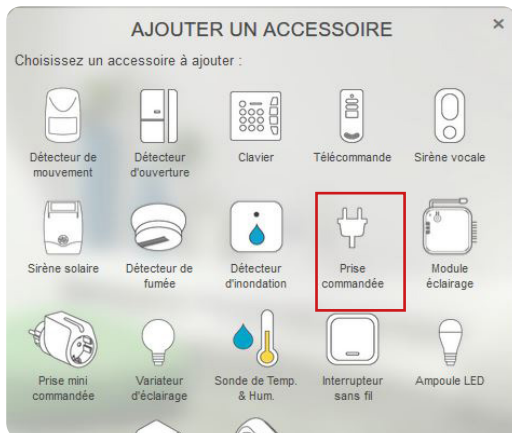 AJOUTER UN ACCESSOIRE
×
Choisissez un accessoire à ajouter :
Détecteur de
mouvement
Détecteur
d'ouverture
Clavier
Télécommande
Sirène vocale
Sirène solaire
Détecteur de
fumée
Détecteur
d'inondation
Prise
commandée
Module
éclairage
Prise mini
commandée
Variateur
d'éclairage
Sonde de Temp.
& Hum.
Interrupteur
sans fil
Ampoule LED